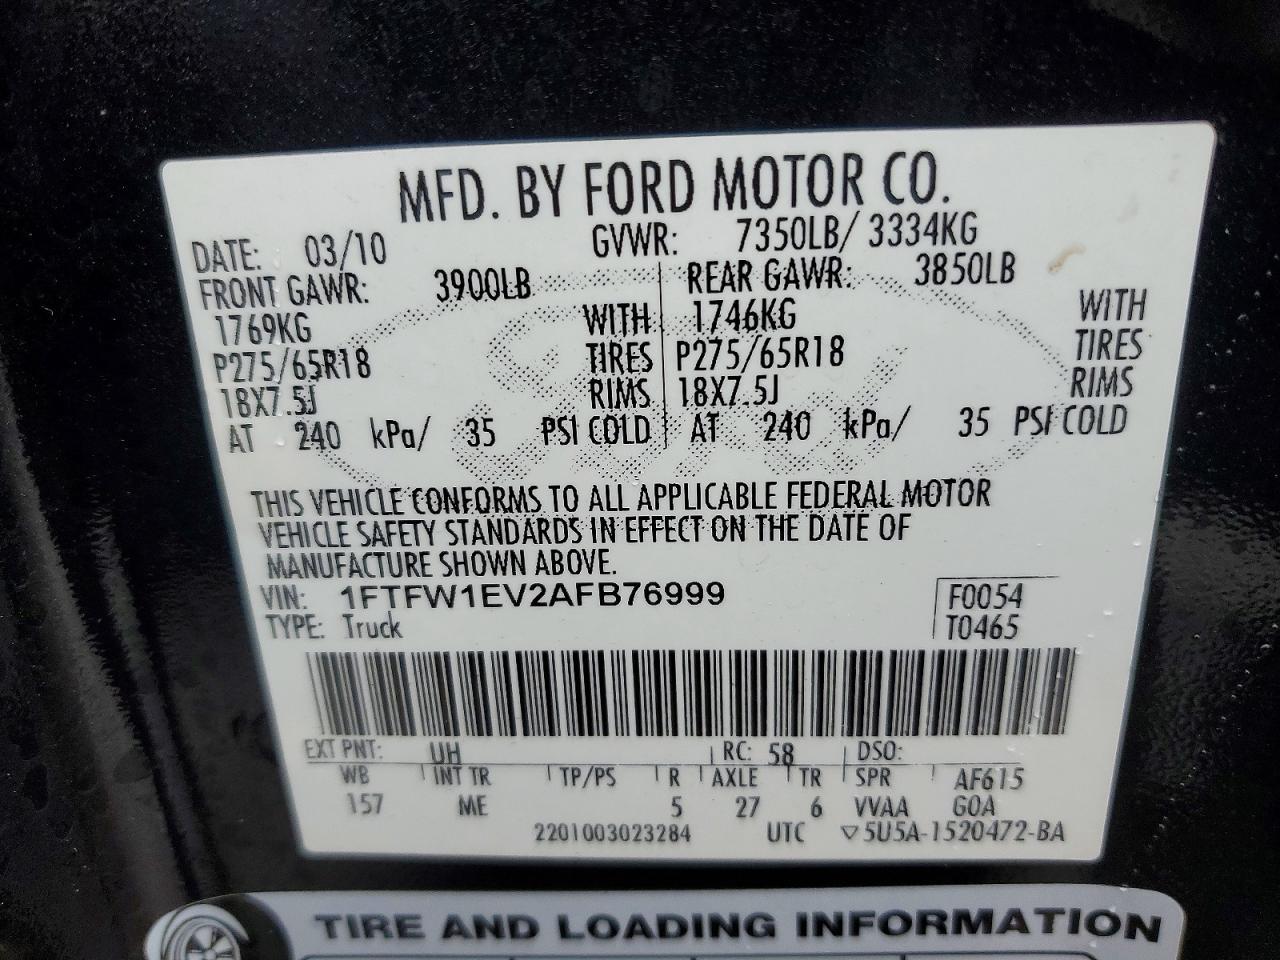 MFD. BY FORD MOTOR CO.
DATE: 03/10 GVWR: 7350LB/ 3334KG
FRONT GAWR: 3900LB REAR GAWR: 3850LB
1769KG WITH 1746KG WITH
P275/65R18 TIRES P275/65R18 TIRES
18X7.5J RIMS 18X7.5J RIMS
AT 240 kPa/ 35 PSI COLD AT 240 kPa/ 35 PSI COLD
THIS VEHICLE CONFORMS TO ALL APPLICABLE FEDERAL MOTOR
VEHICLE SAFETY STANDARDS IN EFFECT ON THE DATE OF
MANUFACTURE SHOWN ABOVE.
VIN: 1FTFW1EV2AFB76999 F0054
TYPE: Truck T0465
EXT PNT: UH RC: 58 DSO:
WB INT TR TP/PS R AXLE TR SPR AF615
157 ME 5 27 6 VVAA GOA
2201003023284 UTC ▽5U5A-1520472-BA
TIRE AND LOADING INFORMATION